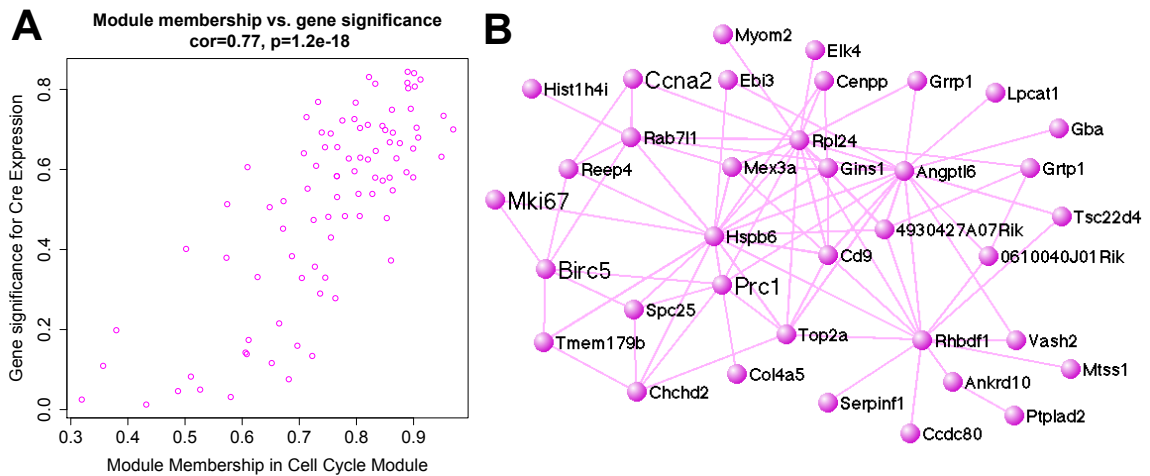 A
Module membership vs. gene significance
cor=0.77, p=1.2e-18
Gene significance for Cre Expression
0.8
0.6
0.4
0.2
0.0
0.3 0.4 0.5 0.6 0.7 0.8 0.9
Module Membership in Cell Cycle Module
B
Myom2
Elk4
Hist1h4i
Ccna2
Ebi3
Cenpp
Grrp1
Lpcat1
Gba
Rab7l1
Rpl24
Reep4
Mex3a
Gins1
Angptl6
Grtp1
Mki67
Tsc22d4
Hspb6
4930427A07Rik
Cd9
0610040J01Rik
Birc5
Prc1
Spc25
Tmem179b
Top2a
Rhbdf1
Vash2
Col4a5
Mtss1
Chchd2
Ankrd10
Serpinf1
Ptplad2
Ccdc80